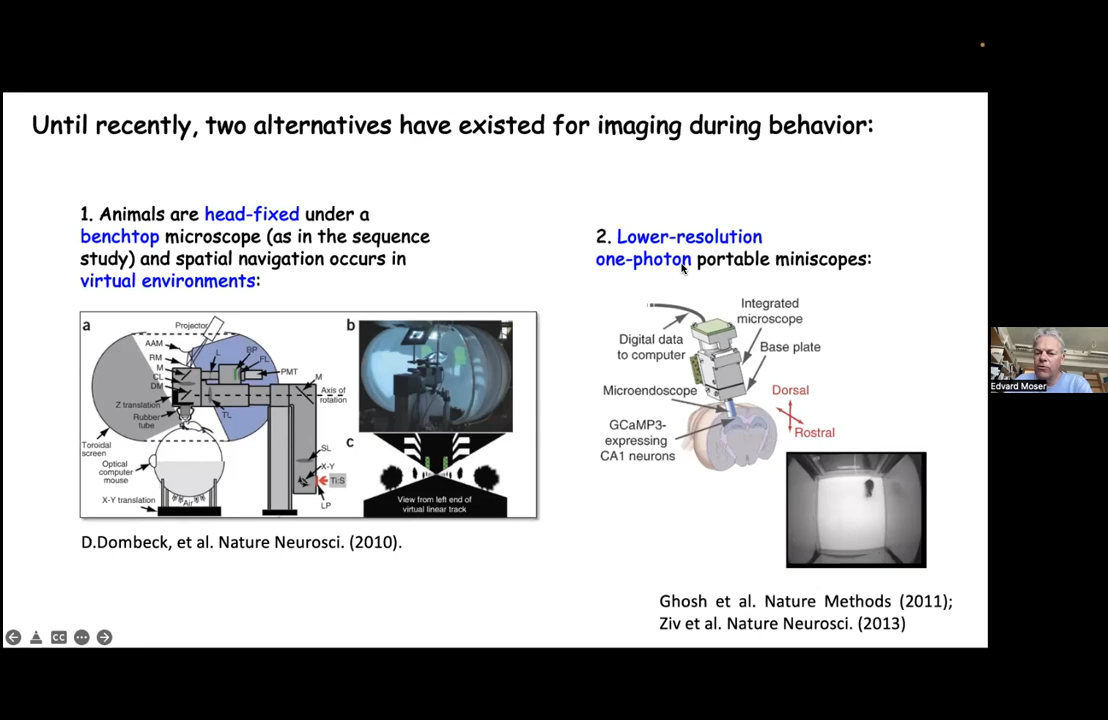 Until recently, two alternatives have existed for imaging during behavior:
1. Animals are head-fixed under a
benchtop microscope (as in the sequence
study) and spatial navigation occurs in
virtual environments:
a
Projector
AAM
RM
M
CL
DM
L
BP
FL
PMT
M
Axis of
rotation
Z translation
Rubber
tube
TL
Toroidal
screen
Optical
computer
mouse
SL
X-Y
Ti:S
X-Y translation
Air
LP
b
c
View from left end of
virtual linear track
D.Dombeck, et al. Nature Neurosci. (2010).
2. Lower-resolution
one-photon portable miniscopes:
Integrated
microscope
Digital data
to computer
Base plate
Microendoscope
Dorsal
GCaMP3-
expressing
CA1 neurons
Rostral
Ghosh et al. Nature Methods (2011);
Ziv et al. Nature Neurosci. (2013)
CC
Edvard Moser